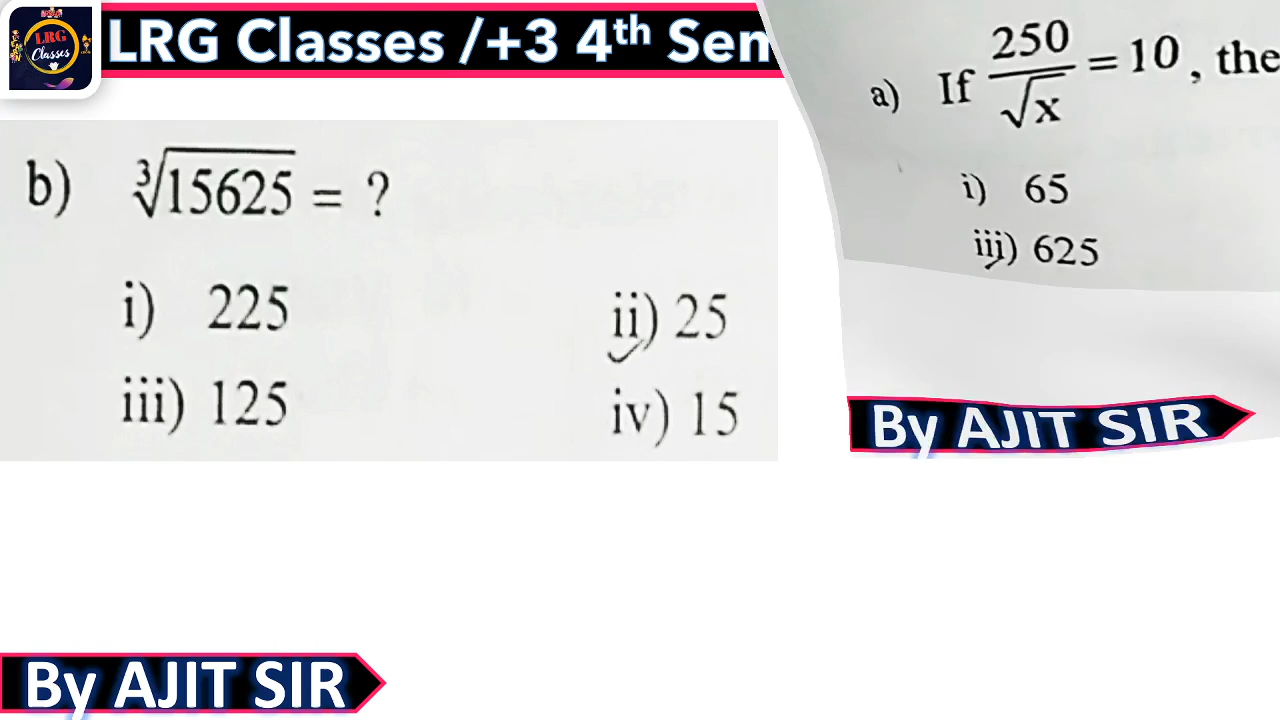 LRG
Classes
LRG Classes /+3 4th Sem
b) ∛15625 = ?
i) 225
ii) 25
iii) 125
iv) 15
a) If 250/√x = 10, the
i) 65
iii) 625
By AJIT SIR
By AJIT SIR